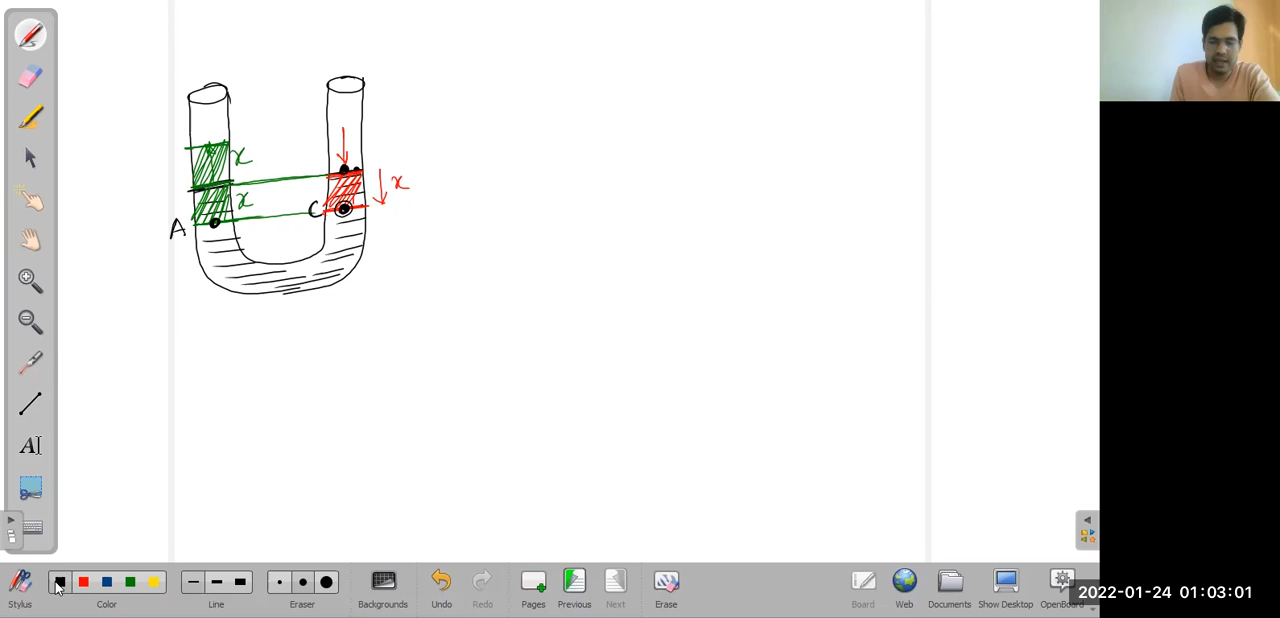 x
x
x
A
C
A
Stylus
Color
Line
Eraser
Backgrounds
Undo
Redo
Pages
Previous
Next
Erase
Board
Web
Documents
Show Desktop
OpenBoard
2022-01-24 01:03:01